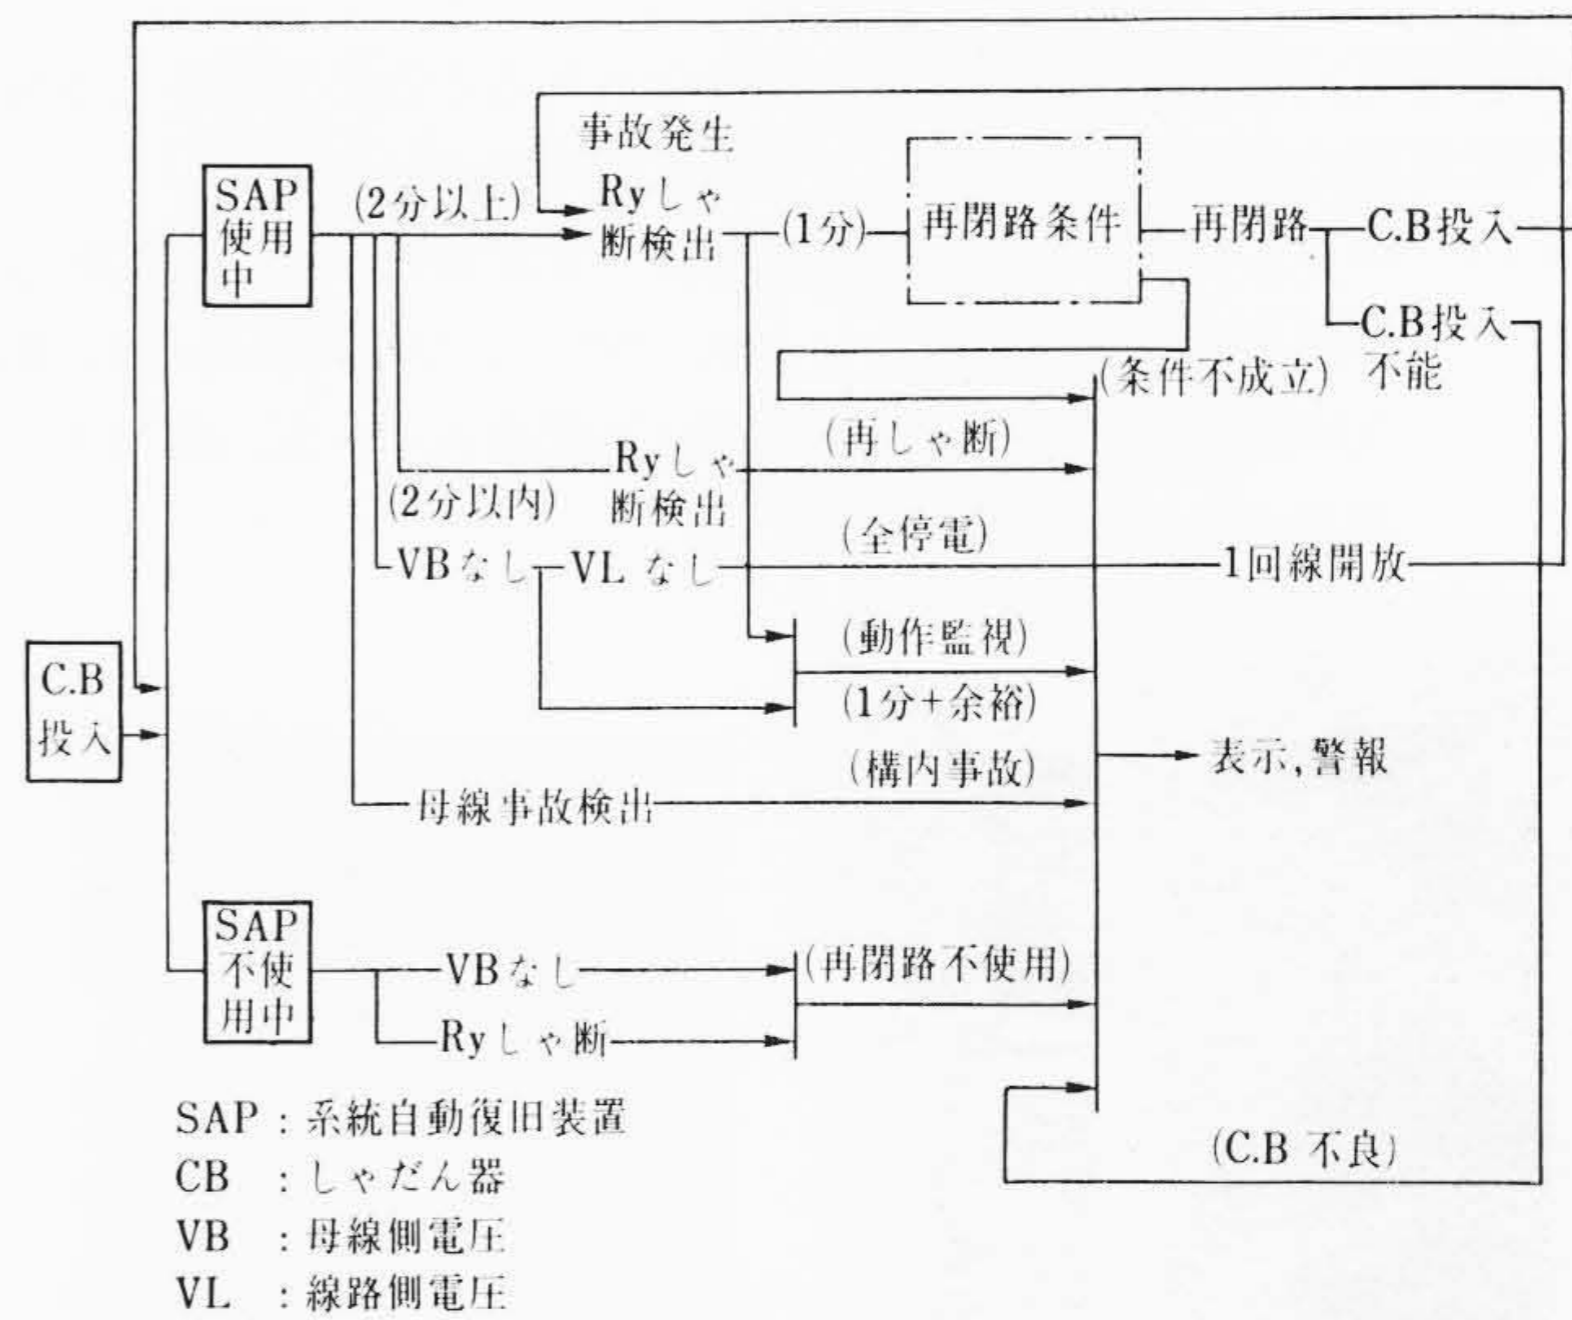 事故発生
SAP
使用
中
(2分以上)
Ryしゃ
断検出
(1分)
再閉路条件
再閉路
C.B投入
C.B投入
不能
(条件不成立)
(再しゃ断)
Ryしゃ
断検出
(2分以内)
(全停電)
VBなし
VLなし
1回線開放
(動作監視)
(1分+余裕)
C.B
投入
(構内事故)
母線事故検出
表示,警報
SAP
不使
用中
VBなし
(再閉路不使用)
Ryしゃ断
(C.B 不良)
SAP : 系統自動復旧装置
CB : しゃだん器
VB : 母線側電圧
VL : 線路側電圧